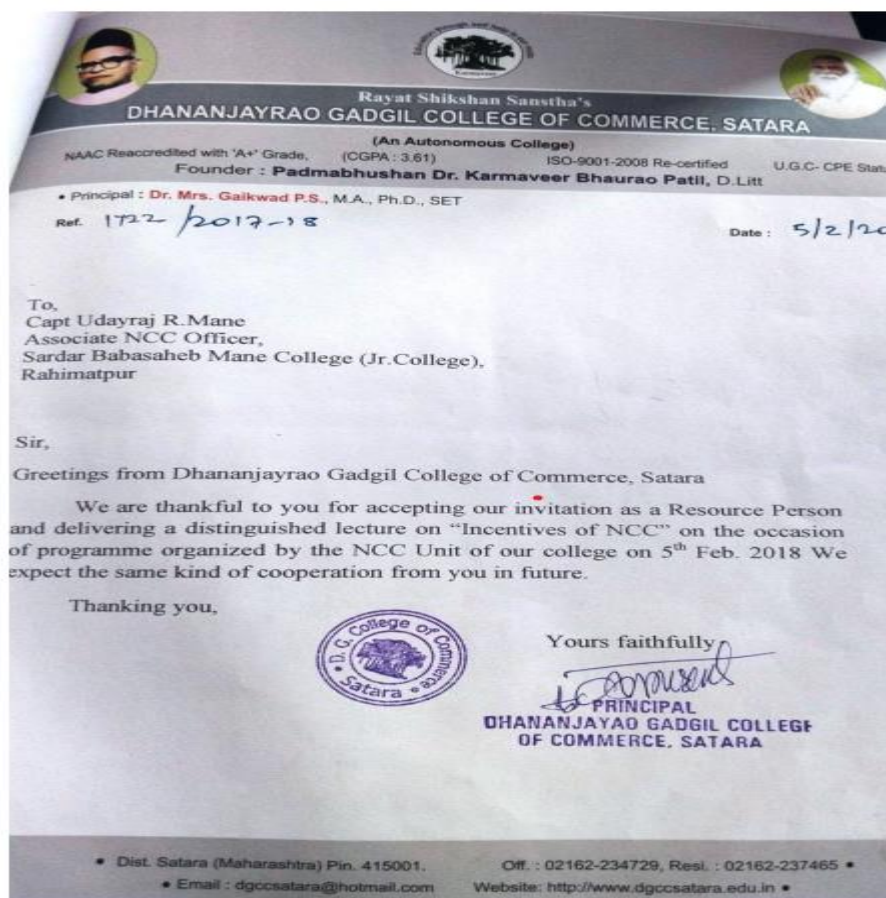 Karmaveer
Rayat Shikshan Sanstha's
DHANANJAYRAO GADGIL COLLEGE OF COMMERCE, SATARA
(An Autonomous College)
NAAC Reaccredited with 'A+' Grade, (CGPA : 3.61) ISO-9001-2008 Re-certified U.G.C- CPE Stat
Founder : Padmabhushan Dr. Karmaveer Bhaurao Patil, D.Litt
• Principal : Dr. Mrs. Gaikwad P.S., M.A., Ph.D., SET
Ref. 1722 /2017-18
Date : 5/2/20
To,
Capt Udayraj R.Mane
Associate NCC Officer,
Sardar Babasaheb Mane College (Jr.College),
Rahimatpur
Sir,
Greetings from Dhananjayrao Gadgil College of Commerce, Satara
We are thankful to you for accepting our invitation as a Resource Person
and delivering a distinguished lecture on “Incentives of NCC” on the occasion
of programme organized by the NCC Unit of our college on 5th Feb. 2018 We
expect the same kind of cooperation from you in future.
Thanking you,
D. G. College of Commerce
Satara
Yours faithfully
PRINCIPAL
DHANANJAYAO GADGIL COLLEGE
OF COMMERCE, SATARA
• Dist. Satara (Maharashtra) Pin. 415001. Off. : 02162-234729, Resi. : 02162-237465 •
• Email : dgccsatara@hotmail.com Website: http://www.dgccsatara.edu.in •